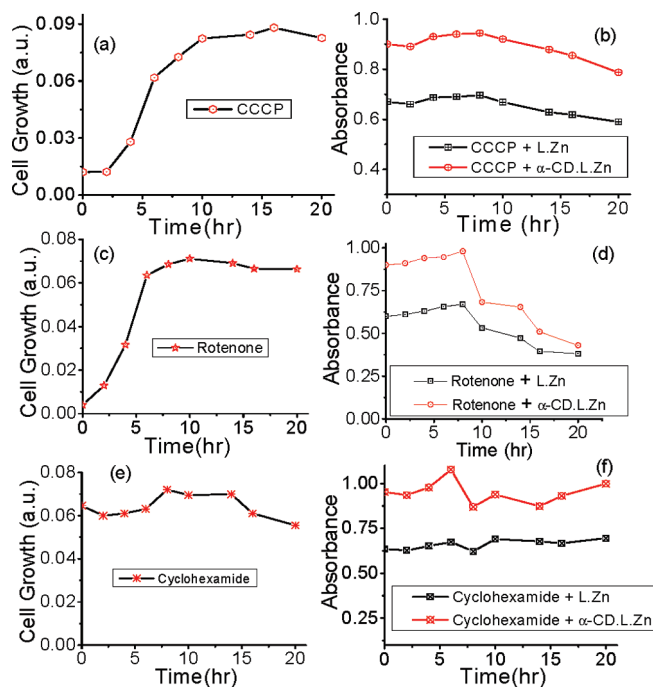 (a)
Cell Growth (a.u.)
0.09
0.06
0.03
0.00
CCCP
0 5 10 15 20
Time(hr)
(b)
Absorbance
1.0
0.8
0.6
0.4
CCCP + L.Zn
CCCP + α-CD.L.Zn
0 5 10 15 20
Time (hr)
(c)
Cell Growth (a.u.)
0.08
0.06
0.04
0.02
0.00
Rotenone
0 5 10 15 20
Time(hr)
(d)
Absorbance
1.00
0.75
0.50
0.25
0.00
Rotenone + L.Zn
Rotenone + α-CD.L.Zn
0 5 10 15 20
Time (hr)
(e)
Cell Growth (a.u.)
0.08
0.06
0.04
0.02
0.00
Cyclohexamide
0 5 10 15 20
Time(hr)
(f)
Absorbance
1.00
0.75
0.50
0.25
Cyclohexamide + L.Zn
Cyclohexamide + α-CD.L.Zn
0 5 10 15 20
Time(hr)